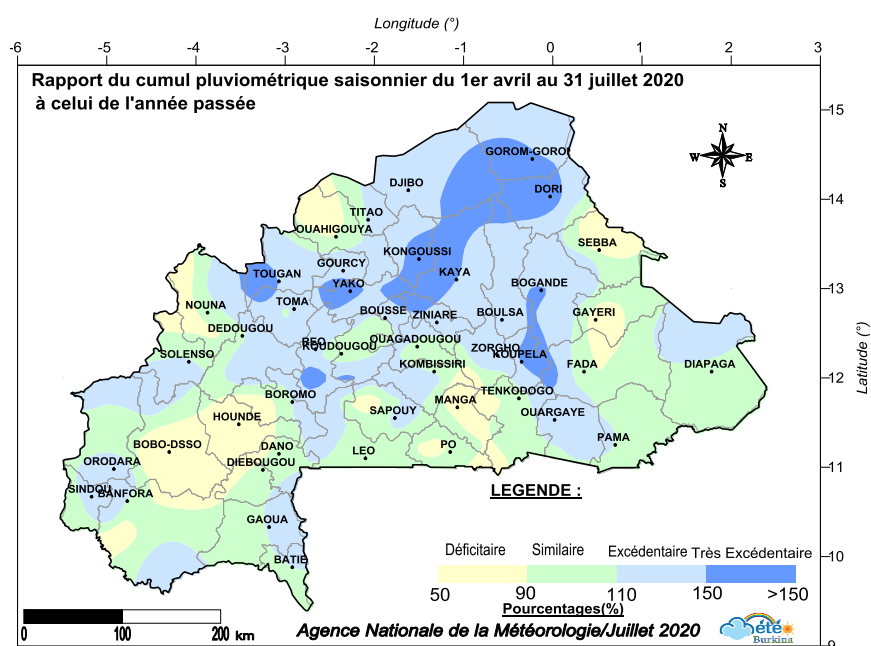 Longitude (°)
-6 -5 -4 -3 -2 -1 0 1 2 3
Rapport du cumul pluviométrique saisonnier du 1er avril au 31 juillet 2020
à celui de l'année passée
15
N
W E
S
GOROM-GORO
DJIBO
DORI
14
TITAO
OUAHIGOUYA
SEBBA
KONGOUSSI
GOURCY
TOUGAN
KAYA
YAKO
BOGANDE
13
TOMA
NOUNA
BOUSSE
ZINIARE
BOULSA
GAYERI
DEDOUGOU
Latitude (°)
REO
KOUDOUGOU
OUAGADOUGOU
ZORGHO
KOUPELA
SOLENSO
KOMBISSIRI
FADA
DIAPAGA
12
BOROMO
TENKODOGO
MANGA
HOUNDE
SAPOUY
OUARGAYE
BOBO-DSSO
DANO
LEO
PO
PAMA
ORODARA
DIEBOUGOU
11
SINDOU
BANFORA
LEGENDE :
GAOUA
BATIE
10
Déficitaire Similaire Excédentaire Très Excédentaire
50 90 110 150 >150
Pourcentages(%)
0 100 200 km
Agence Nationale de la Météorologie/Juillet 2020
météo
Burkina
9